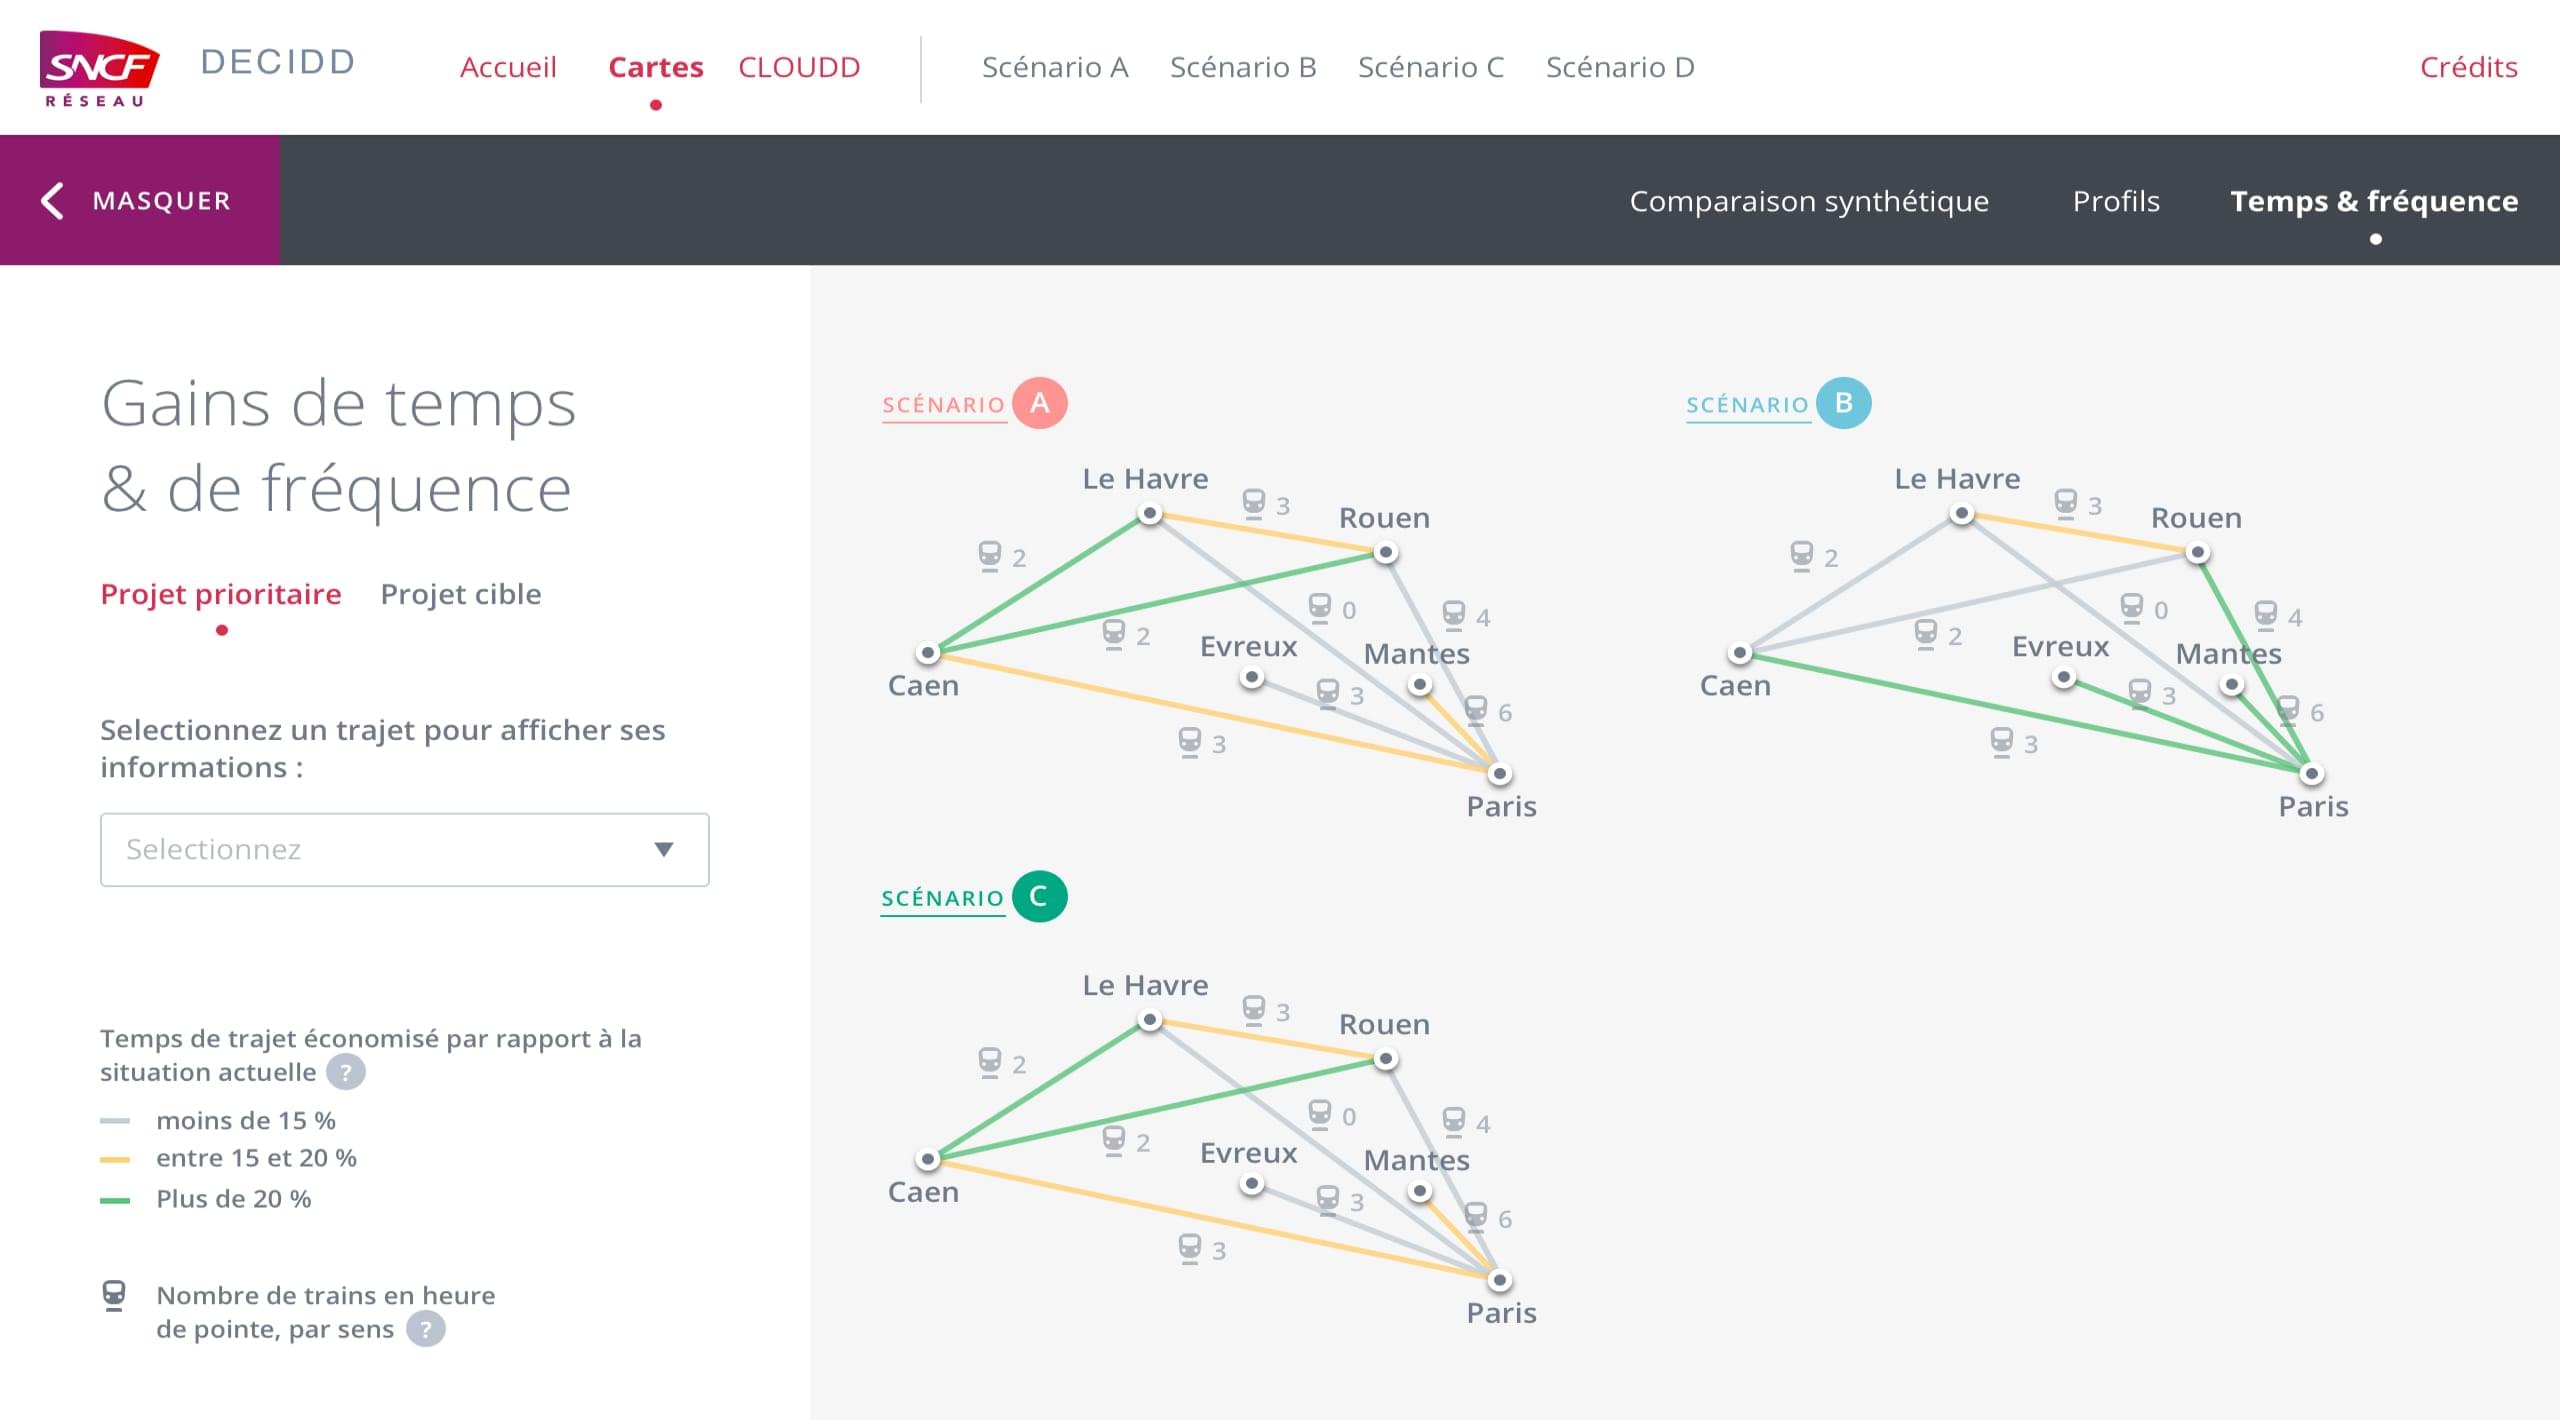 SNCF
RÉSEAU
DECIDD
Accueil
Cartes
CLOUDD
Scénario A
Scénario B
Scénario C
Scénario D
Crédits
MASQUER
Comparaison synthétique
Profils
Temps & fréquence
Gains de temps
& de fréquence
Projet prioritaire
Projet cible
Selectionnez un trajet pour afficher ses
informations :
Selectionnez
Temps de trajet économisé par rapport à la
situation actuelle ?
moins de 15 %
entre 15 et 20 %
Plus de 20 %
Nombre de trains en heure
de pointe, par sens ?
SCÉNARIO A
Le Havre
3
Rouen
2
0
4
2
Evreux
Mantes
Caen
3
6
3
Paris
SCÉNARIO B
Le Havre
3
Rouen
2
0
4
2
Evreux
Mantes
Caen
3
6
3
Paris
SCÉNARIO C
Le Havre
3
Rouen
2
0
4
2
Evreux
Mantes
Caen
3
6
3
Paris